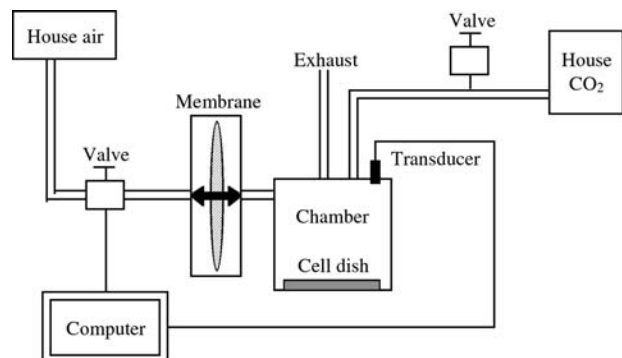 House air
Valve
Exhaust
House
CO₂
Membrane
Valve
Transducer
Chamber
Cell dish
Computer